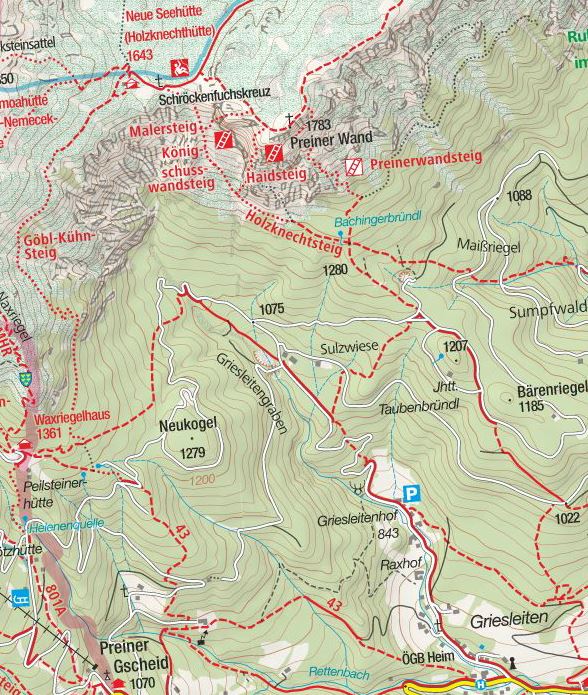 Neue Seehütte
(Holzknechthütte)
1643
ksteinsattel
850
moahütte
-Nemecek-
Schröckenfuchskreuz
Malersteig
König-
schuss-
wandsteig
1783
Preiner Wand
Haidsteig
Preinerwandsteig
Holzknechtsteig
Bachingerbründl
1088
Maißriegel
Göbl-Kühn-
Steig
1280
1075
Sulzwiese
Sumpfwald
1207
Jhtt.
Taubenbründl
Bärenriegel
1185
Griesleitengraben
Waxriegel
Waxriegelhaus
1361
Neukogel
1279
1200
Peilsteiner-
hütte
Helenenquelle
43
P
Griesleitenhof
843
Raxhof
1022
801A
Preiner
Gscheid
1070
43
Griesleiten
ÖGB Heim
Rettenbach
H